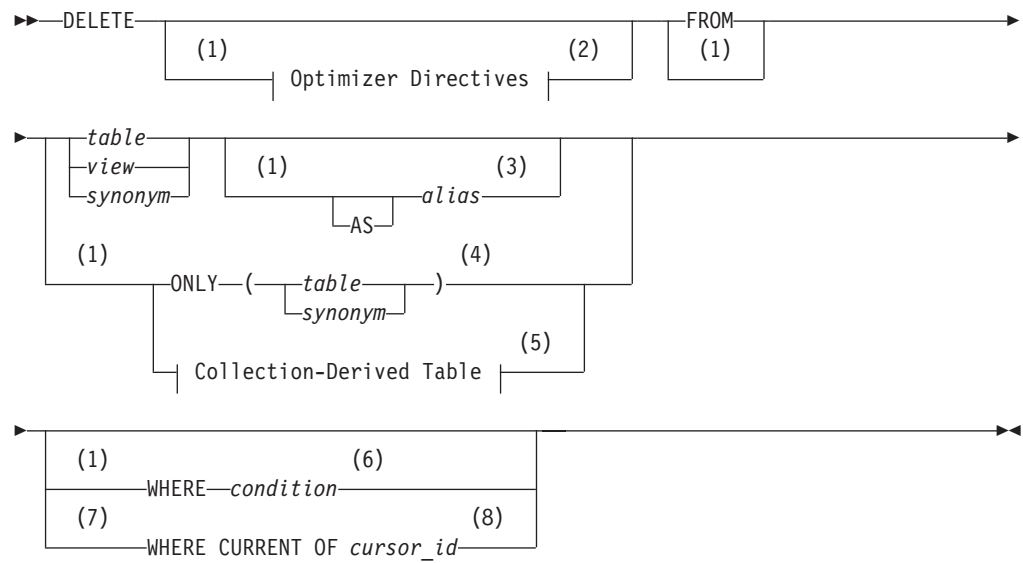 DELETE FROM
(1) (2) (1)
Optimizer Directives
table
view (1) (3)
synonym alias
AS
(1) (4)
ONLY ( table )
synonym
(5)
Collection-Derived Table
(1) (6)
WHERE condition
(7) (8)
WHERE CURRENT OF cursor_id